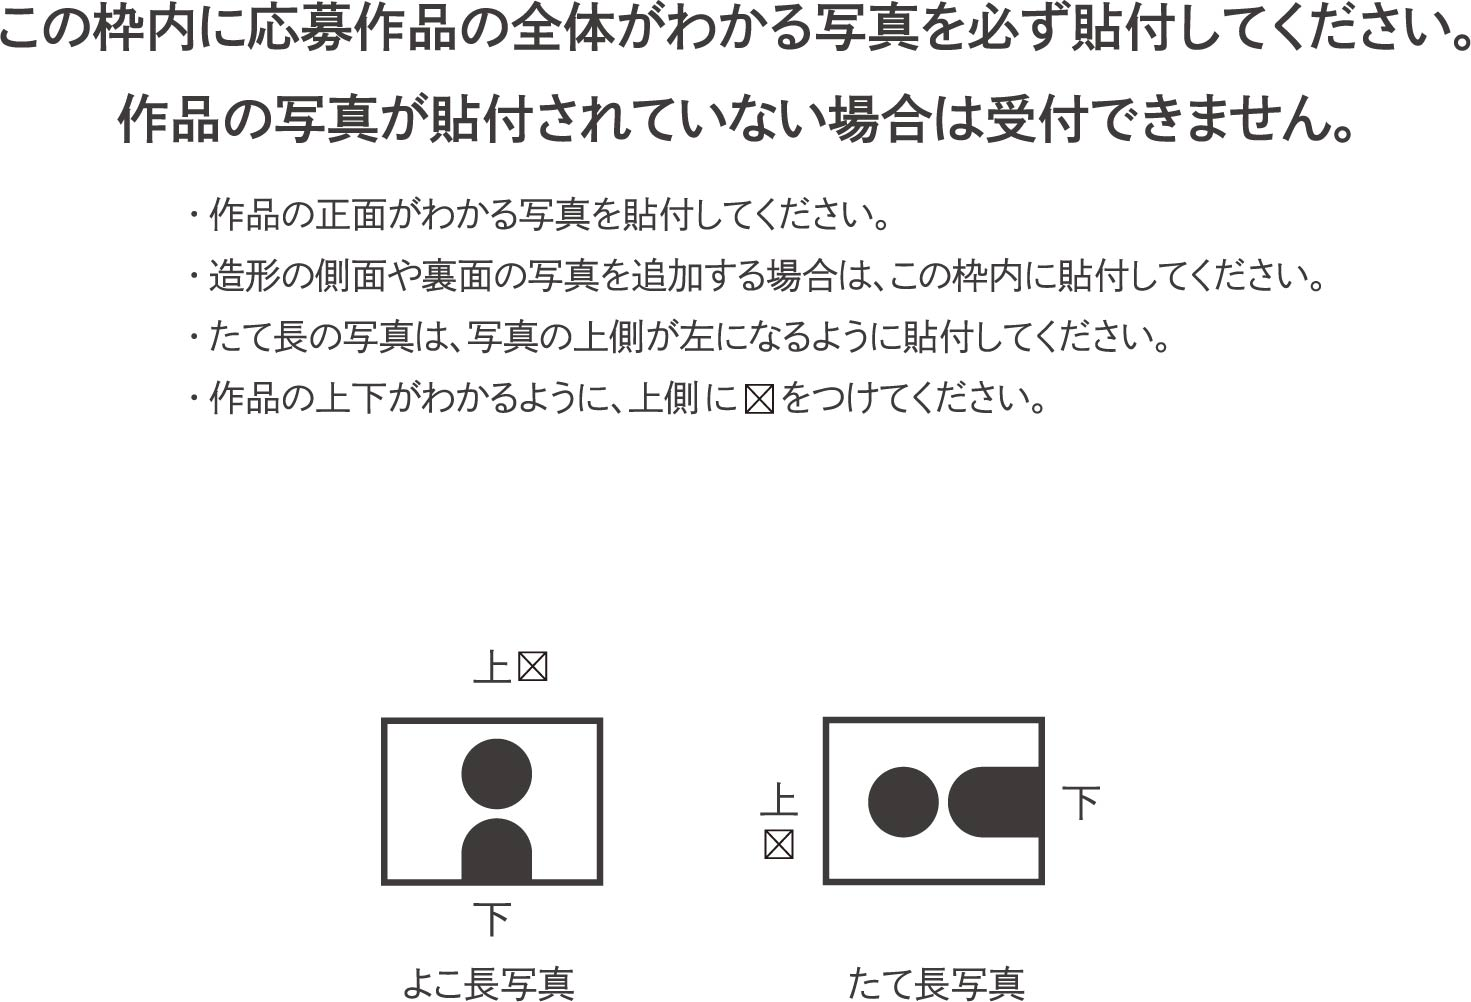 この枠内に応募作品の全体がわかる写真を必ず貼付してください。
作品の写真が貼付されていない場合は受付できません。
・作品の正面がわかる写真を貼付してください。
・造形の側面や裏面の写真を追加する場合は、この枠内に貼付してください。
・たて長の写真は、写真の上側が左になるように貼付してください。
・作品の上下がわかるように、上側に☒をつけてください。
上☒
下
よこ長写真
上
☒
下
たて長写真